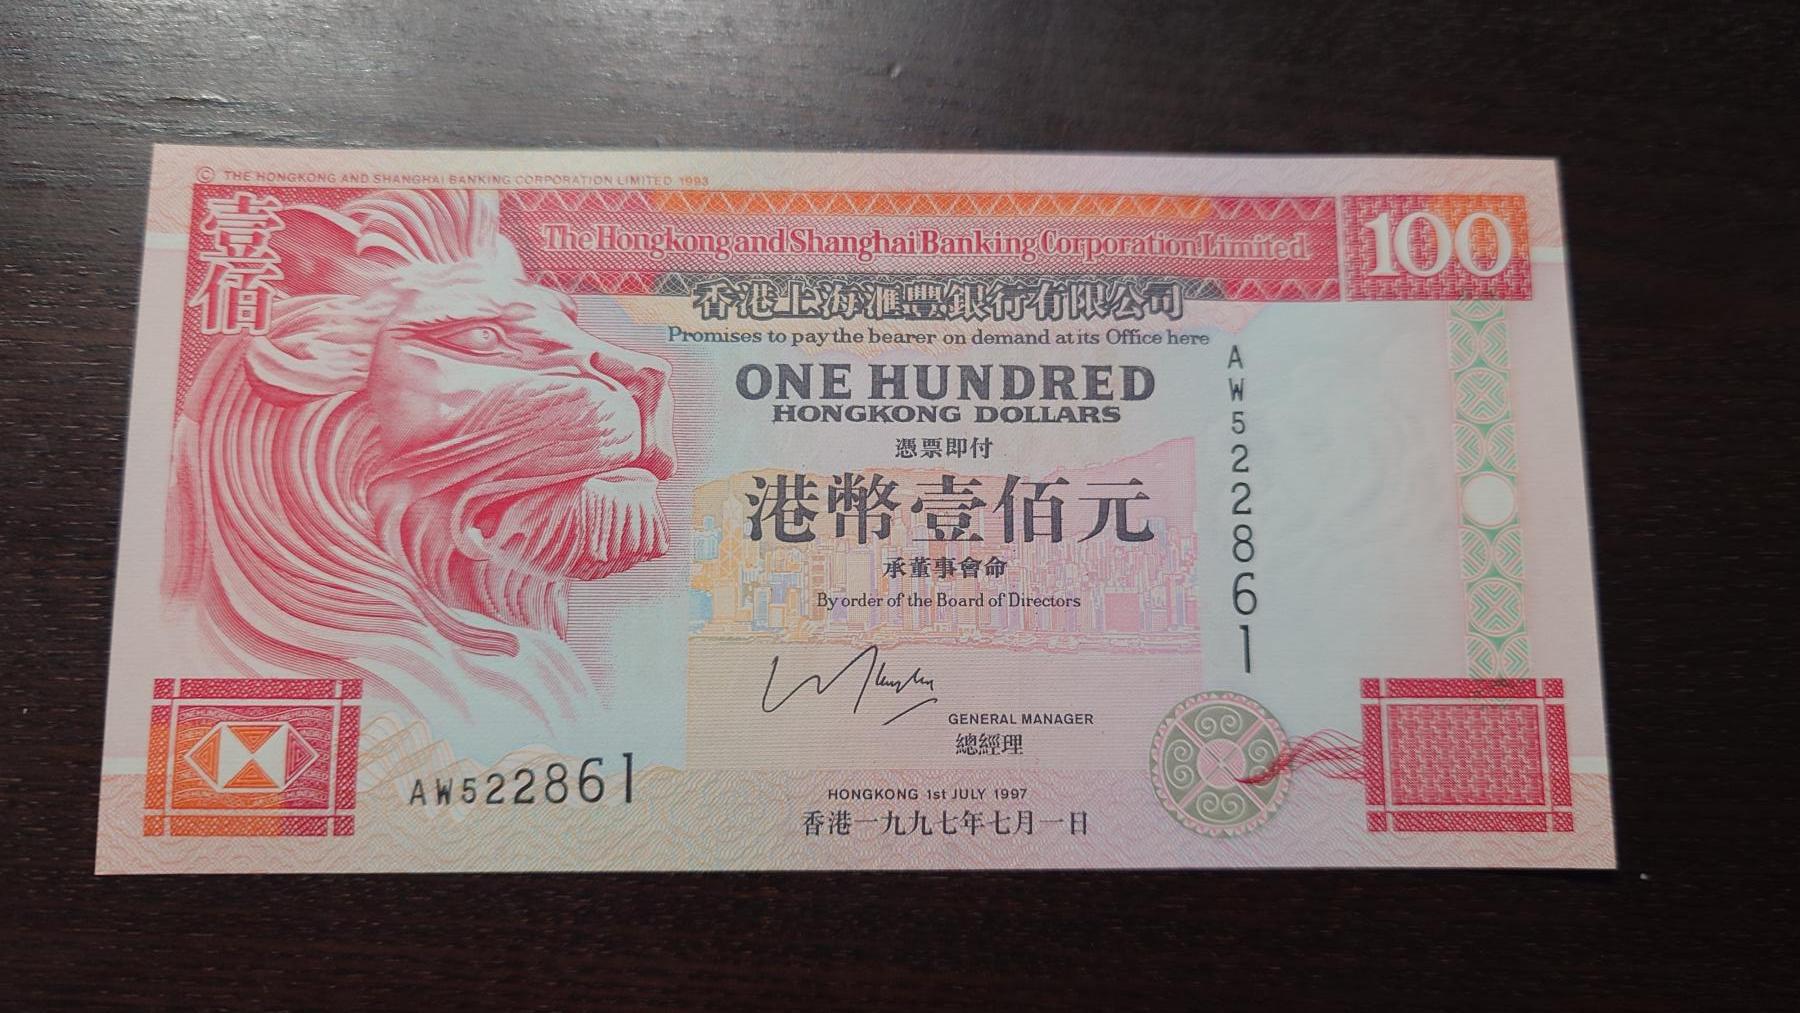 © THE HONGKONG AND SHANGHAI BANKING CORPORATION LIMITED 1993
壹佰
The Hongkong and Shanghai Banking Corporation Limited
100
香港上海滙豐銀行有限公司
Promises to pay the bearer on demand at its Office here
ONE HUNDRED
HONGKONG DOLLARS
憑票即付
港幣壹佰元
承董事會命
By order of the Board of Directors
AW522861
GENERAL MANAGER
總經理
AW522861
HONGKONG 1st JULY 1997
香港一九九七年七月一日